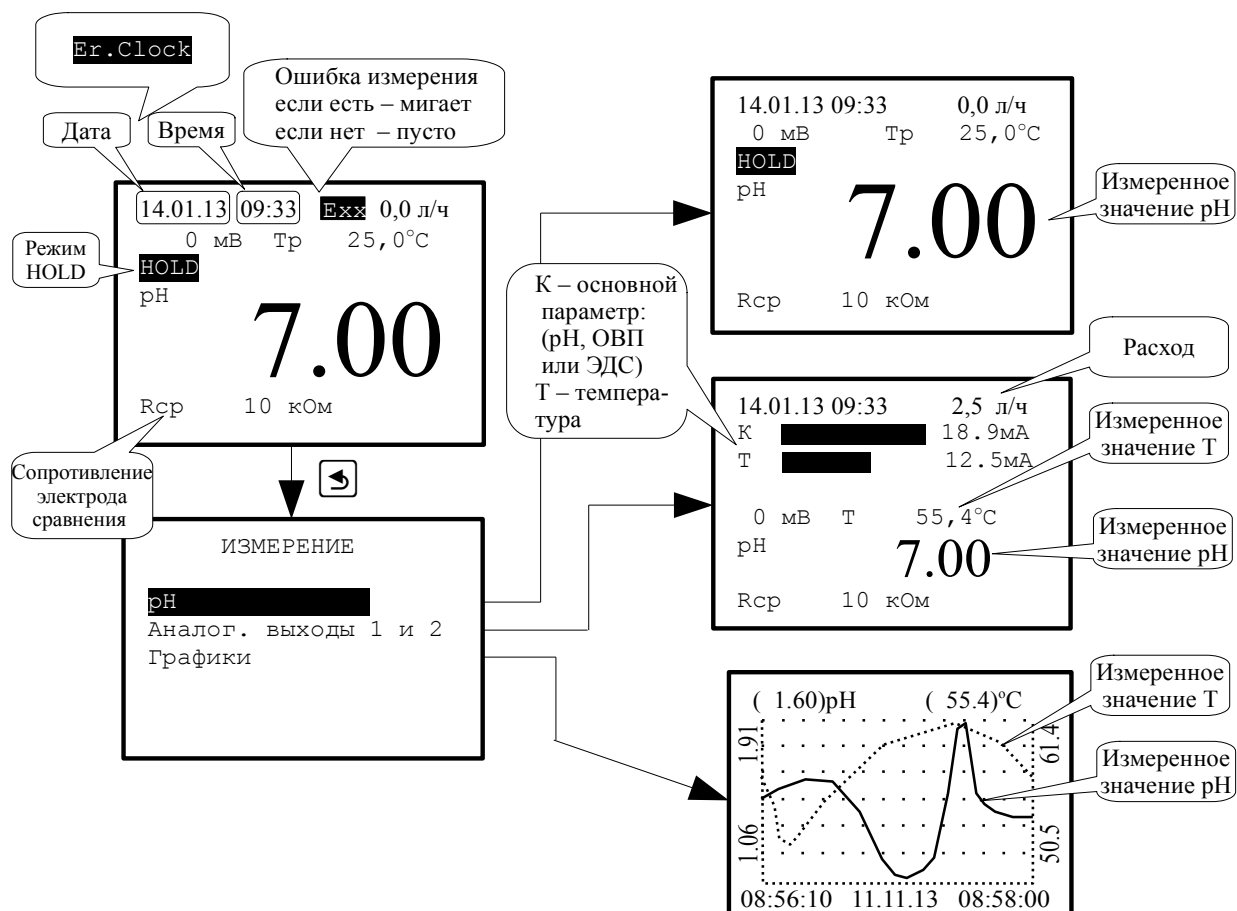 Er.Clock
Дата
Время
Ошибка измерения
если есть – мигает
если нет – пусто
14.01.13 09:33 Exx 0,0 л/ч
0 мВ Тр 25,0°C
HOLD
pH
7.00
Rср 10 кОм
Режим
HOLD
Сопротивление
электрода
сравнения
ИЗМЕРЕНИЕ
pH
Аналог. выходы 1 и 2
Графики
К – основной
параметр:
(pH, ОВП
или ЭДС)
Т – темпера-
тура
14.01.13 09:33 0,0 л/ч
0 мВ Тр 25,0°C
HOLD
pH
7.00
Rср 10 кОм
Измеренное
значение pH
Расход
14.01.13 09:33 2,5 л/ч
К 18.9мА
Т 12.5мА
0 мВ Т 55,4°C
pH
7.00
Rср 10 кОм
Измеренное
значение Т
Измеренное
значение pH
( 1.60)pH ( 55.4)°C
1.91
1.06
61.4
50.5
08:56:10 11.11.13 08:58:00
Измеренное
значение Т
Измеренное
значение pH